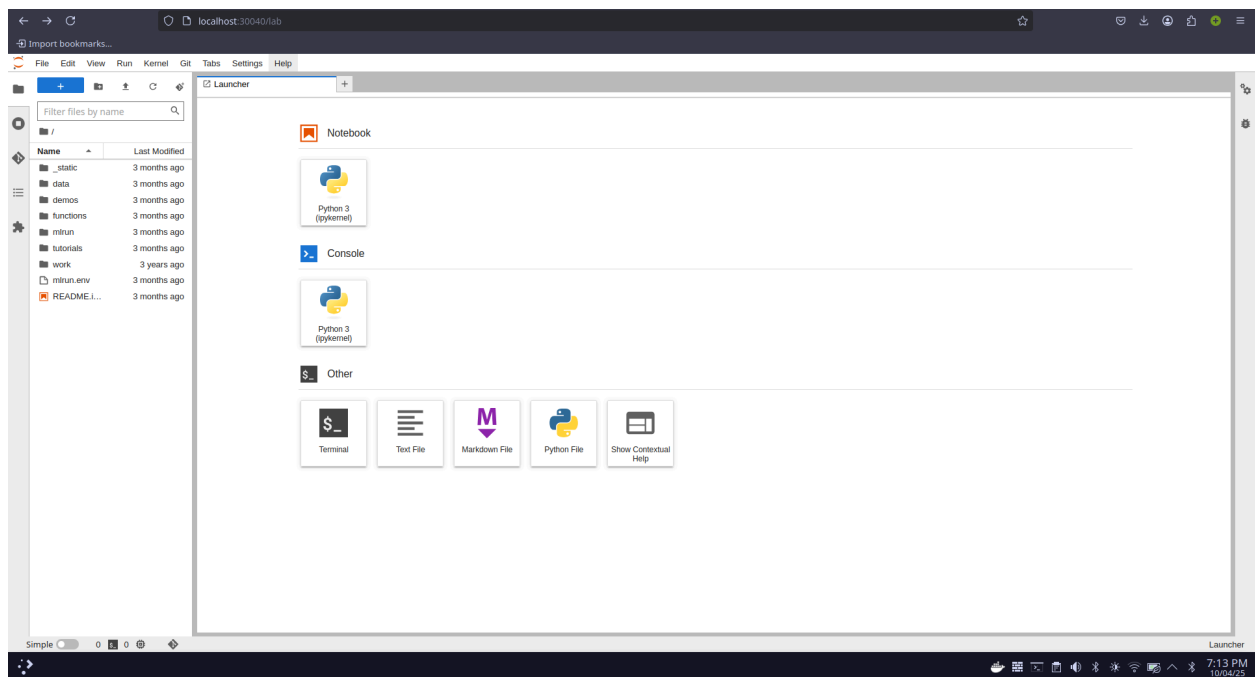 localhost:30040/lab
Import bookmarks...
File Edit View Run Kernel Git Tabs Settings Help
Launcher
Filter files by name
/
Name Last Modified
_static 3 months ago
data 3 months ago
demos 3 months ago
functions 3 months ago
mlrun 3 months ago
tutorials 3 months ago
work 3 years ago
mlrun.env 3 months ago
README.i... 3 months ago
Notebook
Python 3
(ipykernel)
Console
Python 3
(ipykernel)
$_ Other
$_
M
Terminal
Text File
Markdown File
Python File
Show Contextual
Help
Simple 0 0
Launcher
7:13 PM
10/04/25